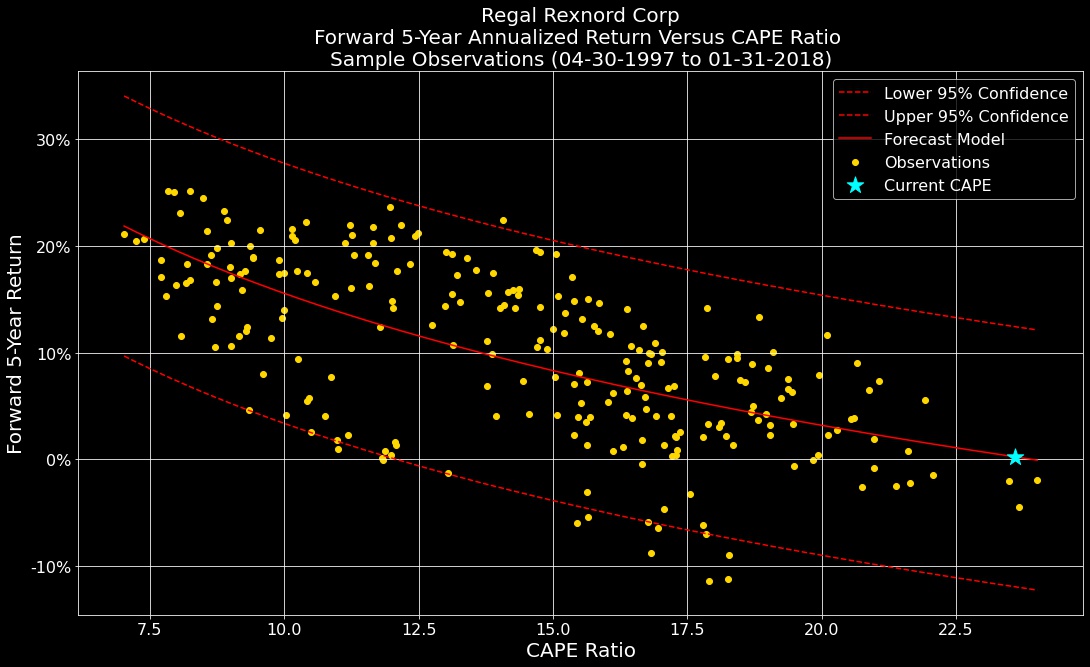 Regal Rexnord Corp
Forward 5-Year Annualized Return Versus CAPE Ratio
Sample Observations (04-30-1997 to 01-31-2018)
Lower 95% Confidence
Upper 95% Confidence
Forecast Model
Observations
Current CAPE
Forward 5-Year Return
30%
20%
10%
0%
-10%
7.5 10.0 12.5 15.0 17.5 20.0 22.5
CAPE Ratio